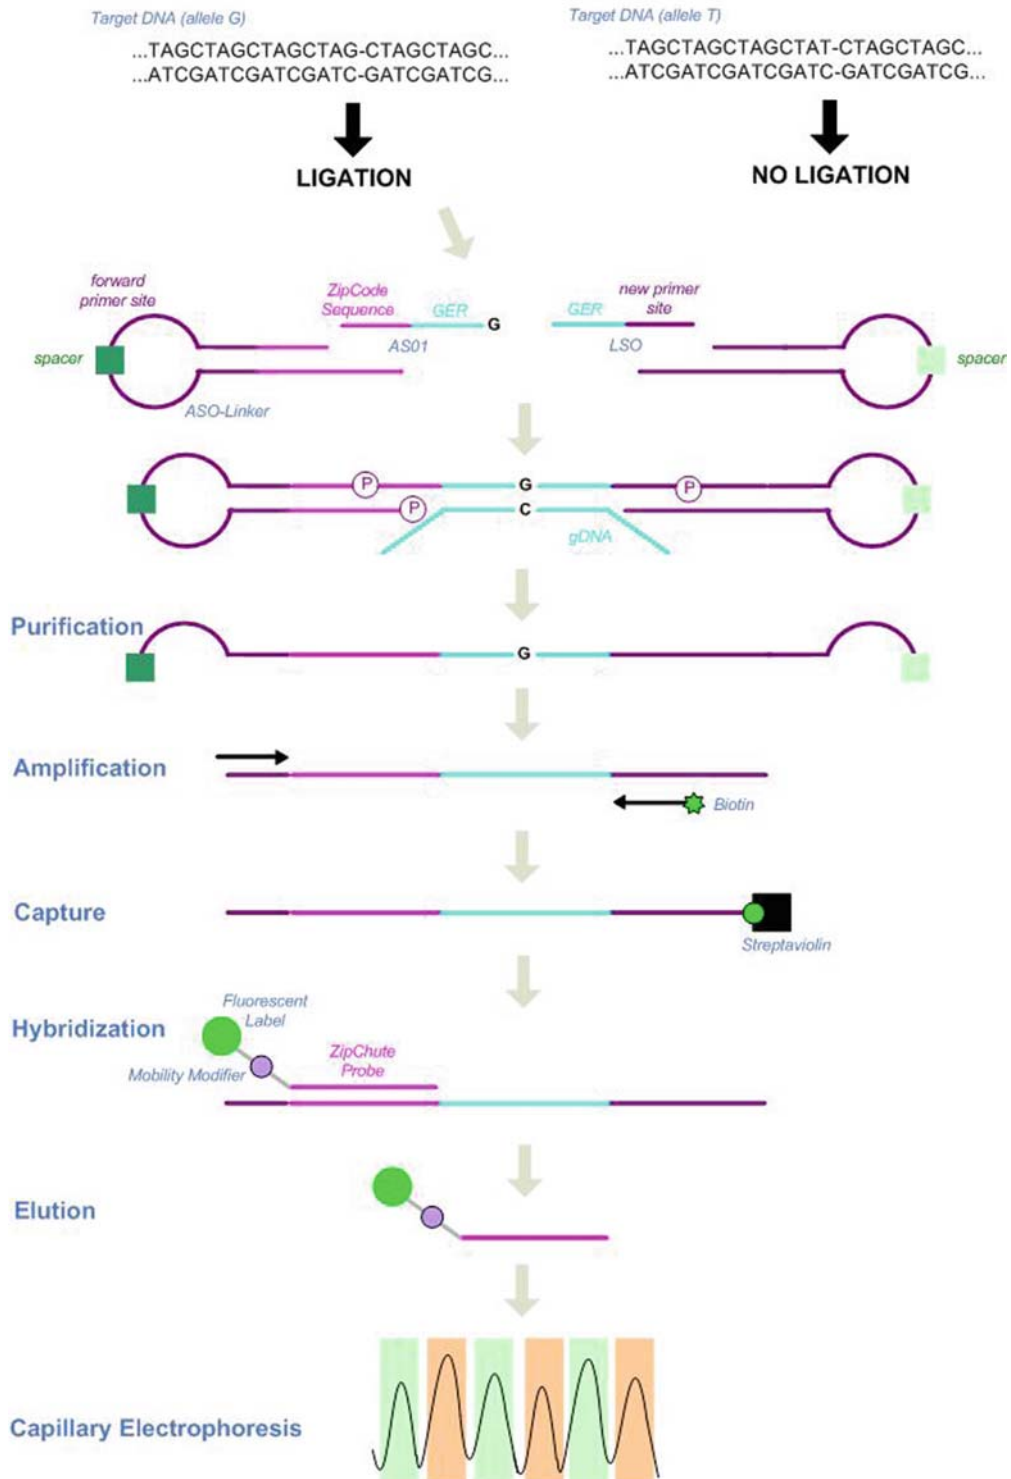 Target DNA (allele G)
Target DNA (allele T)
...TAGCTAGCTAGCTAG-CTAGCTAGC...
...ATCGATCGATCGATC-GATCGATCG...
...TAGCTAGCTAGCTAT-CTAGCTAGC...
...ATCGATCGATCGATC-GATCGATCG...
LIGATION
NO LIGATION
forward
primer site
ZipCode
Sequence
GER
G
GER
new primer
site
AS01
LSO
spacer
spacer
ASO-Linker
P
G
P
P
C
gDNA
Purification
G
Amplification
Biotin
Capture
Streptaviolin
Fluorescent
Label
Hybridization
ZipChute
Probe
Mobility Modifier
Elution
Capillary Electrophoresis